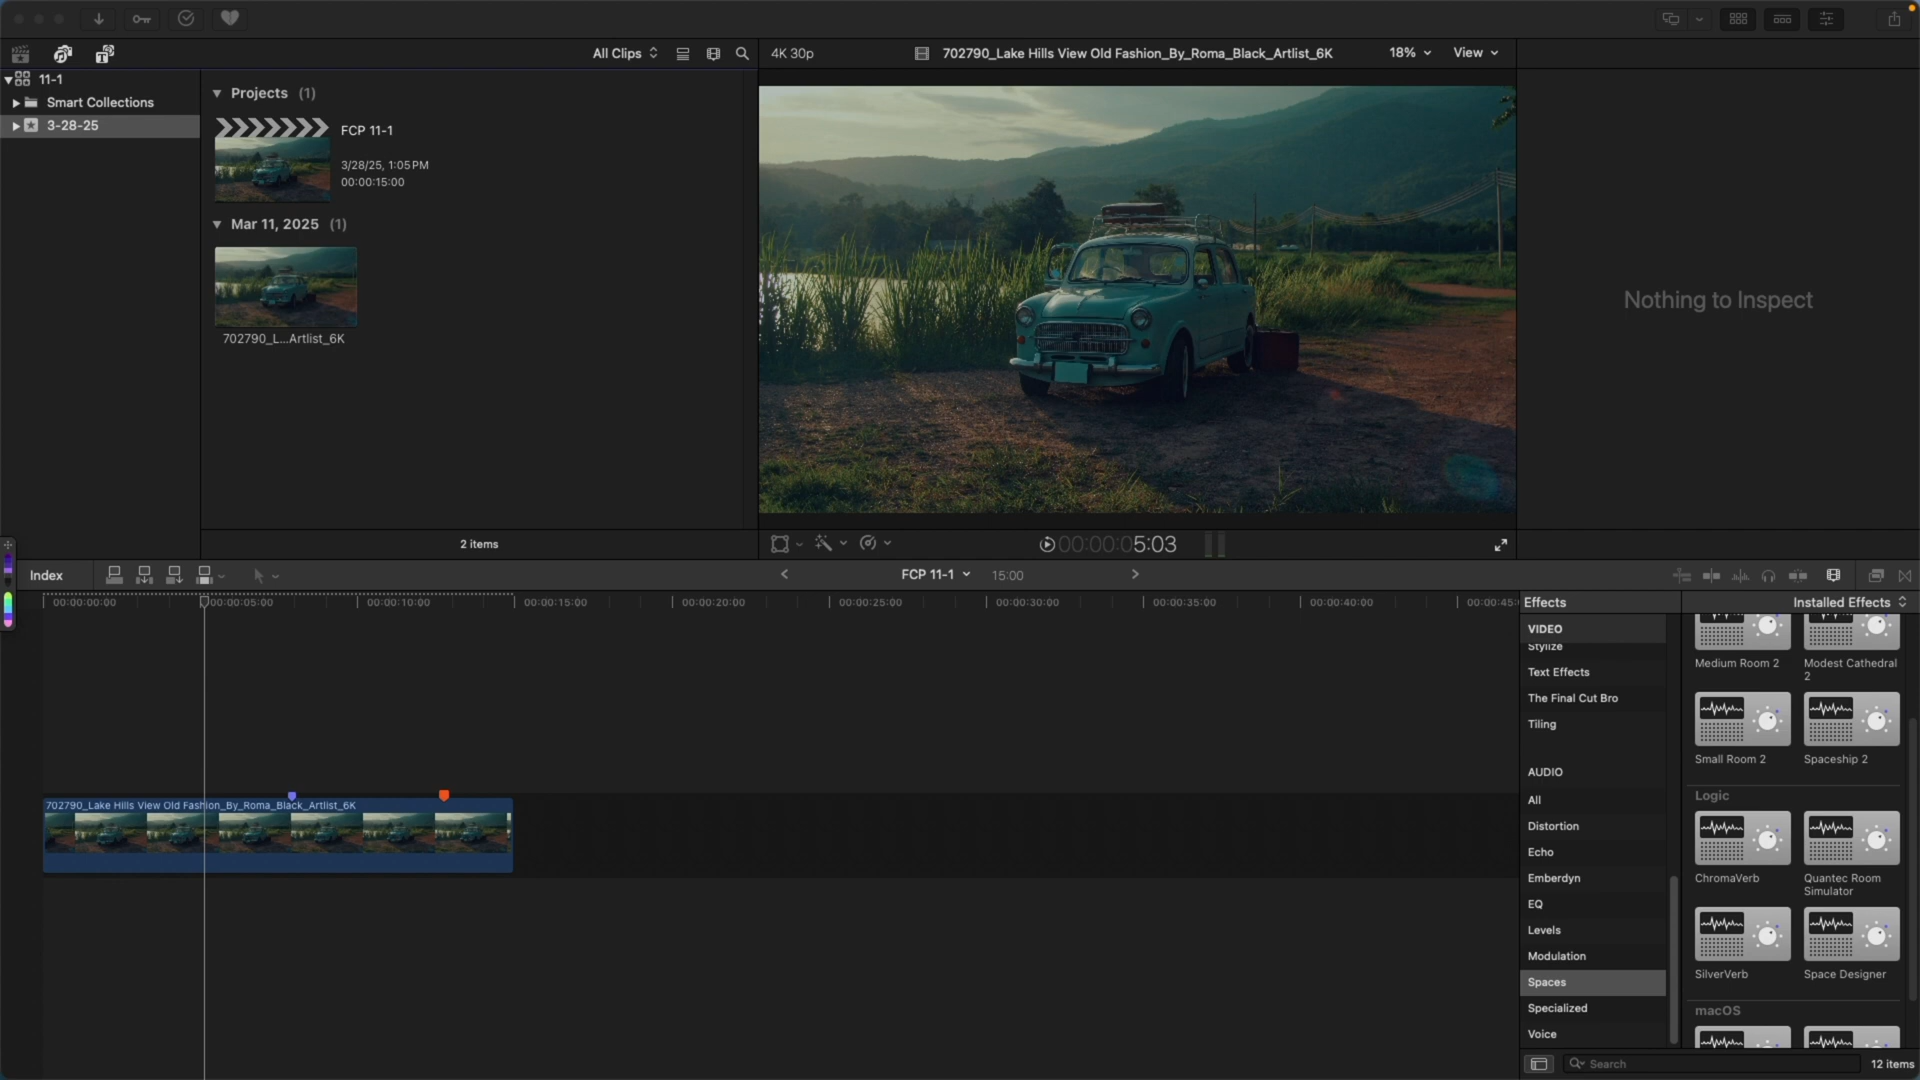 All Clips
4K 30p
702790_Lake Hills View Old Fashion_By_Roma_Black_Artlist_6K
18%
View
11-1
Smart Collections
3-28-25
Projects (1)
FCP 11-1
3/28/25, 1:05 PM
00:00:15:00
Mar 11, 2025 (1)
702790_L...Artlist_6K
2 items
00:00:00:05:03
Nothing to Inspect
Index
FCP 11-1
15:00
00:00:00:00
00:00:05:00
00:00:10:00
00:00:15:00
00:00:20:00
00:00:25:00
00:00:30:00
00:00:35:00
00:00:40:00
00:00:45:
702790_Lake Hills View Old Fashion_By_Roma_Black_Artlist_6K
Effects
Installed Effects
VIDEO
Stylize
Text Effects
The Final Cut Bro
Tiling
AUDIO
All
Distortion
Echo
Emberdyn
EQ
Levels
Modulation
Spaces
Specialized
Voice
Medium Room 2
Modest Cathedral
2
Small Room 2
Spaceship 2
Logic
ChromaVerb
Quantec Room
Simulator
SilverVerb
Space Designer
macOS
Search
12 items